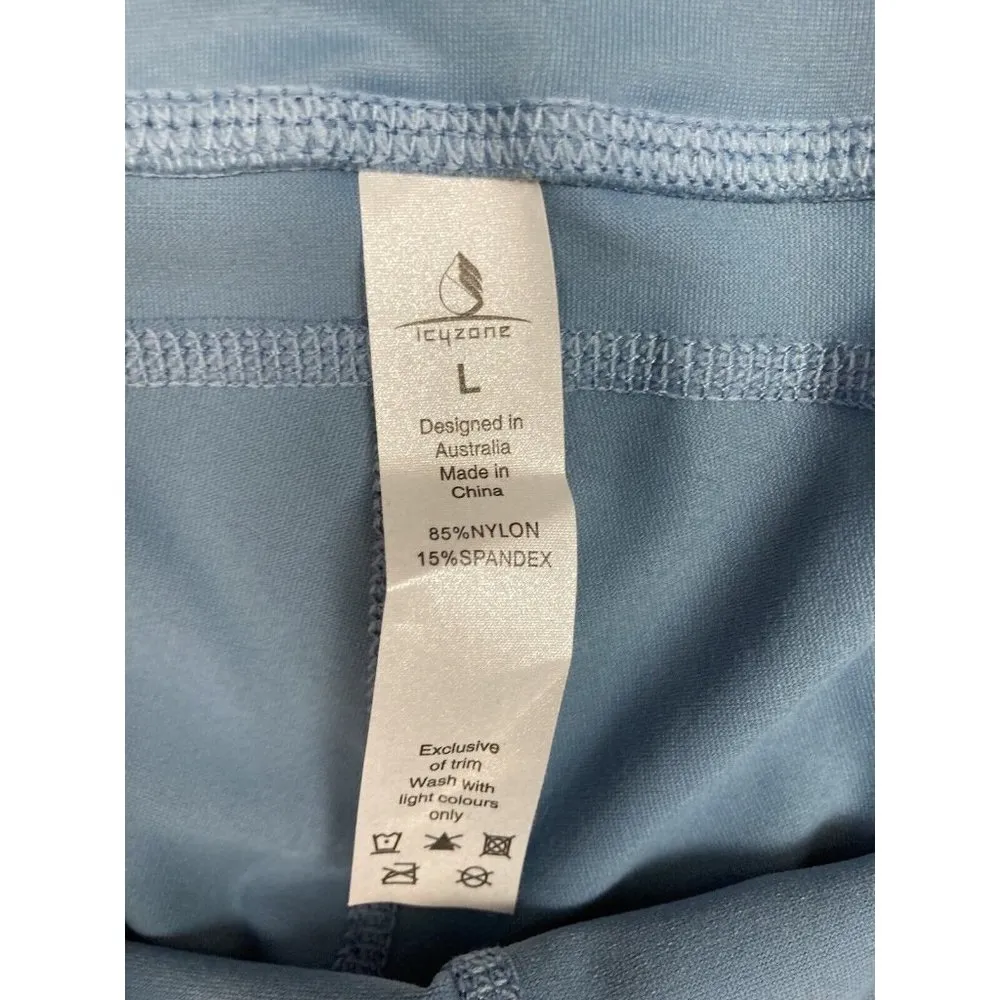 icyzone
L
Designed in
Australia
Made in
China
85%NYLON
15%SPANDEX
Exclusive
of trim
Wash with
light colours
only